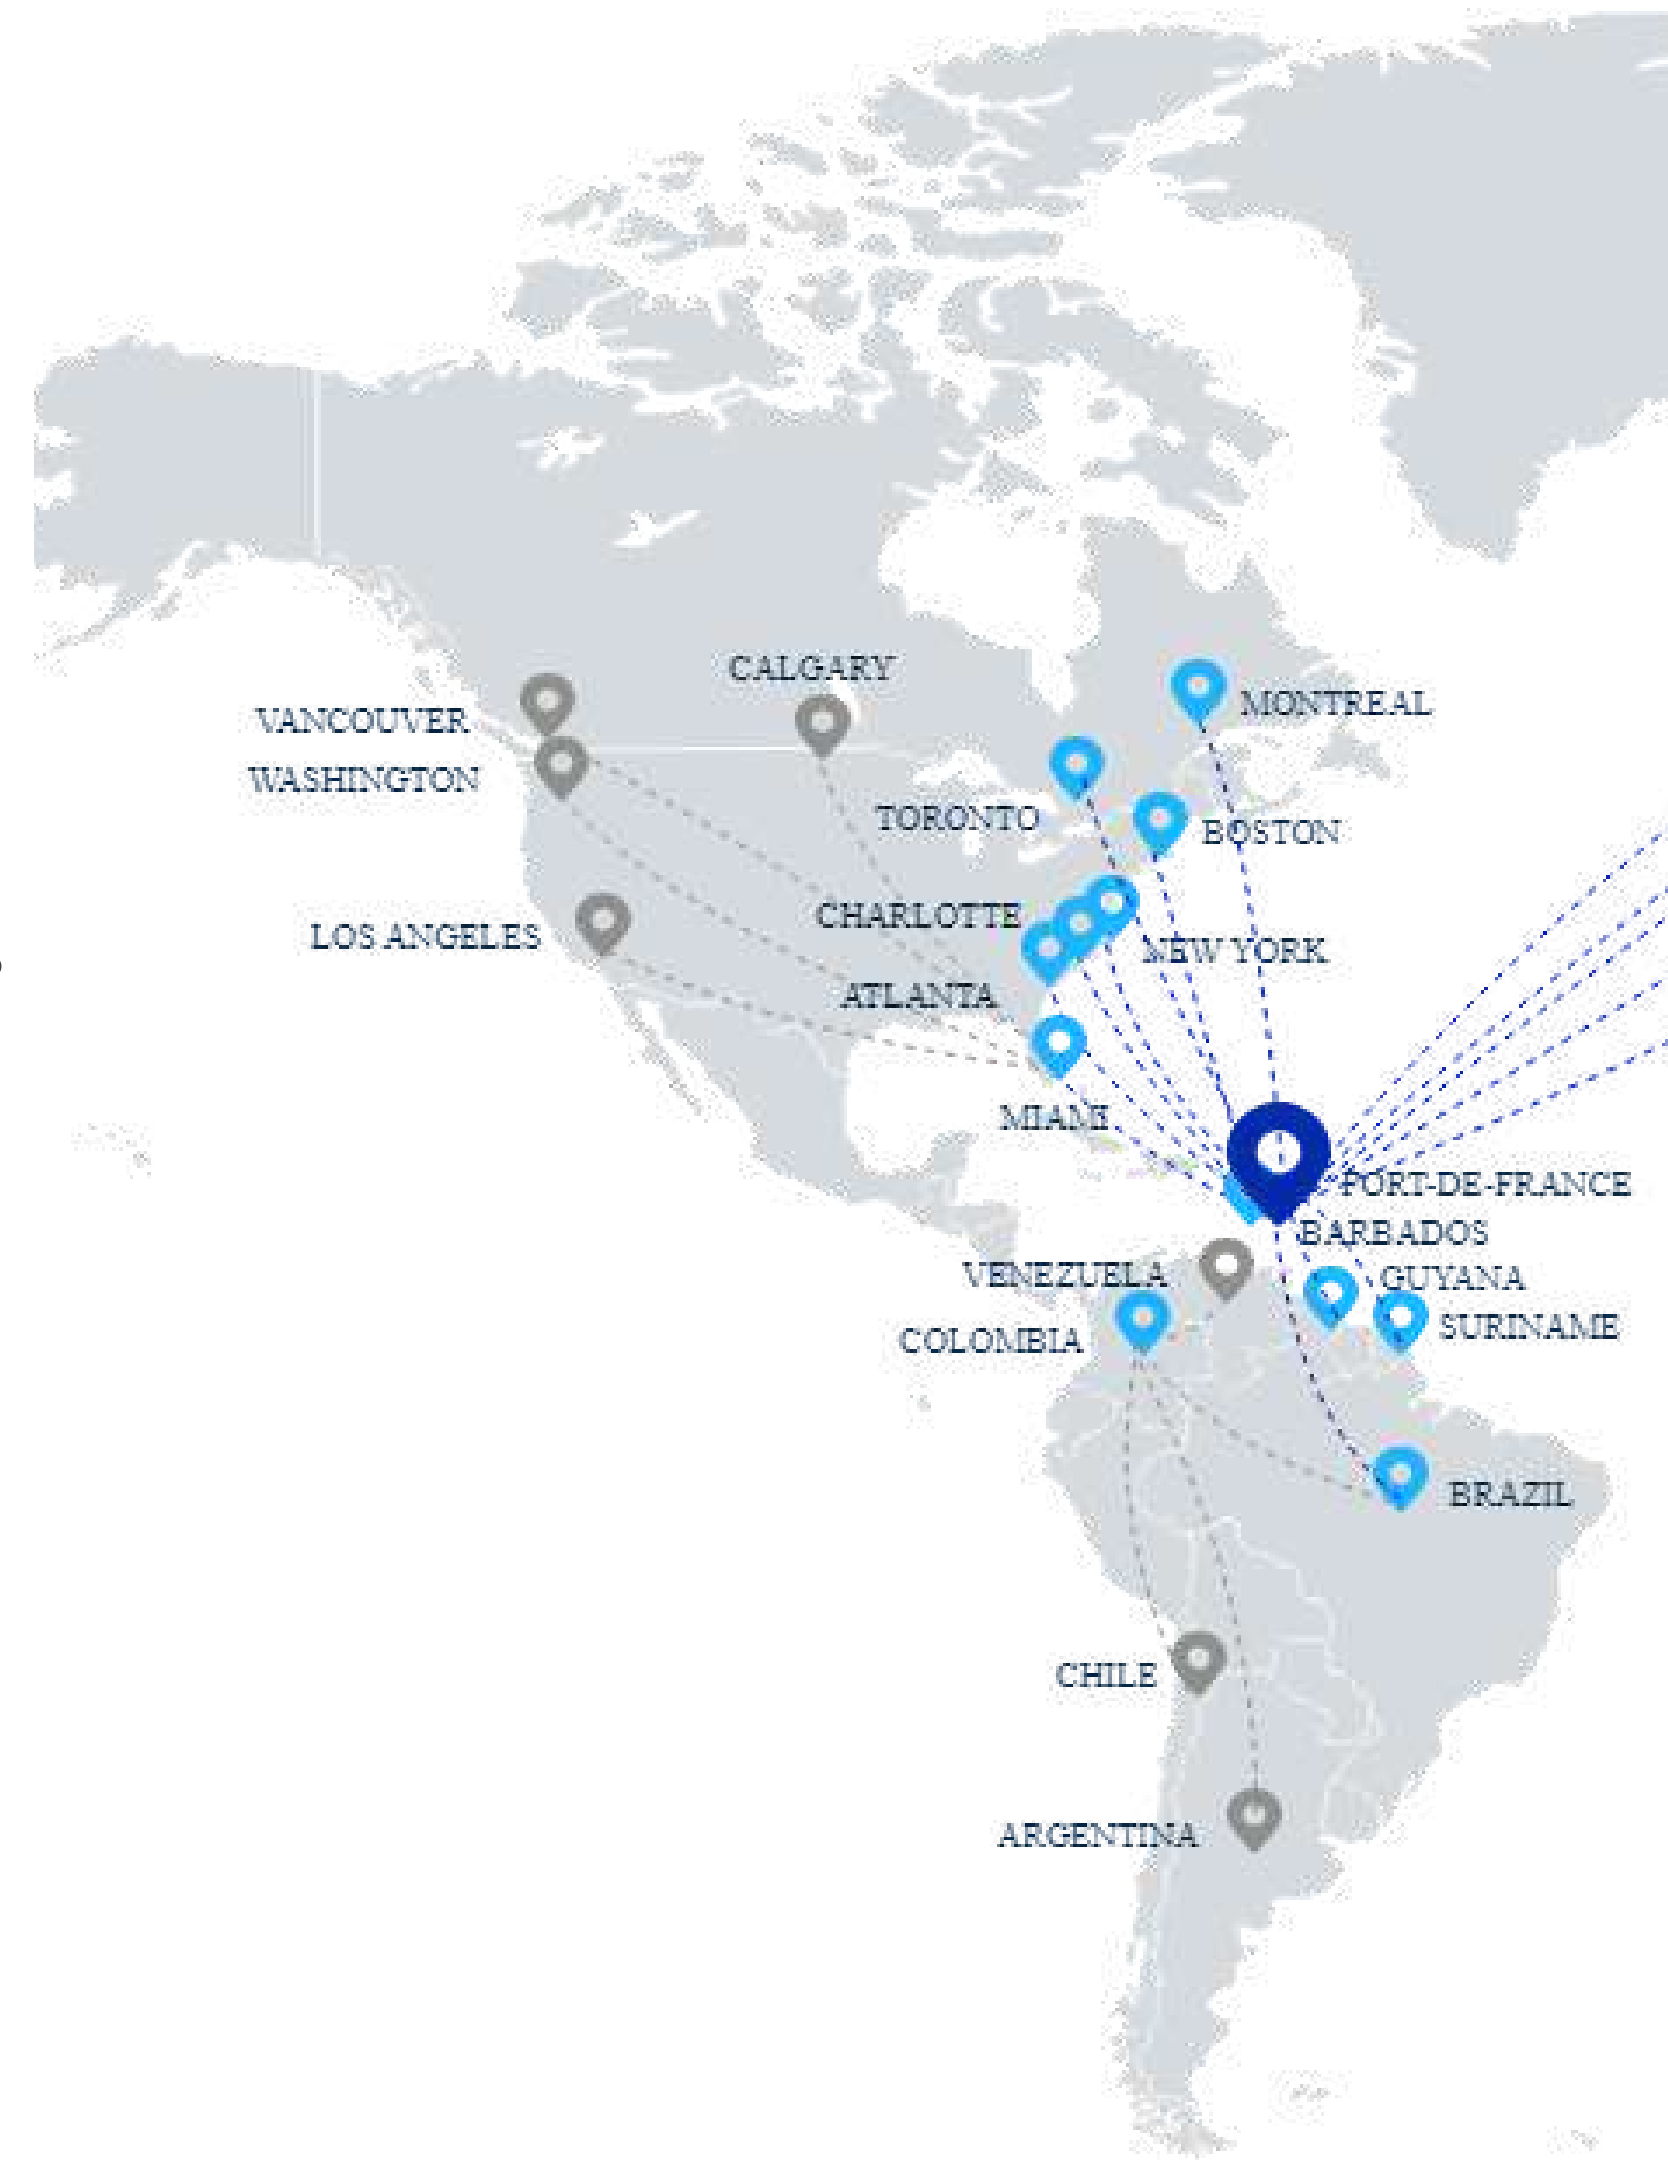 CALGARY
MONTREAL
VANCOUVER
WASHINGTON
TORONTO
BOSTON
CHARLOTTE
LOS ANGELES
NEW YORK
ATLANTA
MIAMI
FORT-DE-FRANCE
BARBADOS
VENEZUELA
GUYANA
SURINAME
COLOMBIA
BRAZIL
CHILE
ARGENTINA